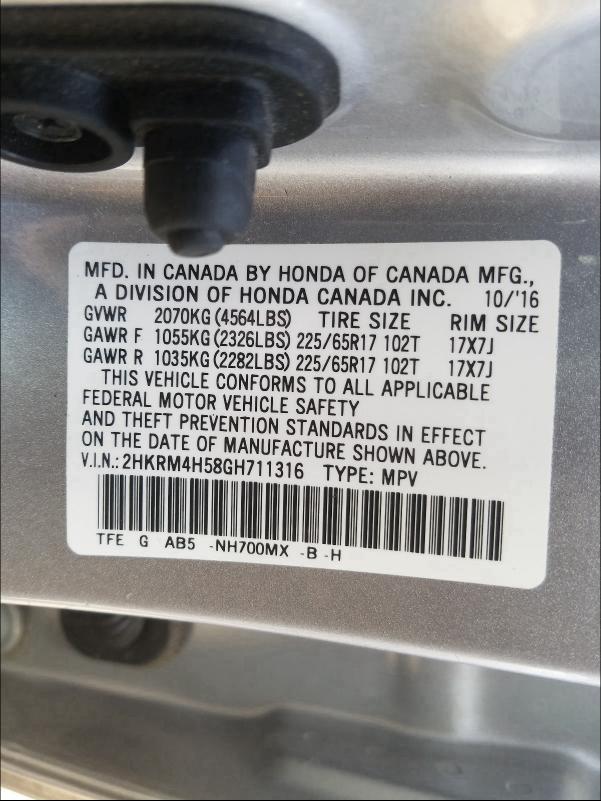 MFD. IN CANADA BY HONDA OF CANADA MFG.,
A DIVISION OF HONDA CANADA INC. 10/'16
GVWR 2070KG (4564LBS) TIRE SIZE RIM SIZE
GAWR F 1055KG (2326LBS) 225/65R17 102T 17X7J
GAWR R 1035KG (2282LBS) 225/65R17 102T 17X7J
THIS VEHICLE CONFORMS TO ALL APPLICABLE
FEDERAL MOTOR VEHICLE SAFETY
AND THEFT PREVENTION STANDARDS IN EFFECT
ON THE DATE OF MANUFACTURE SHOWN ABOVE.
V.I.N.: 2HKRM4H58GH711316 TYPE: MPV
TFE G AB5 -NH700MX -B -H